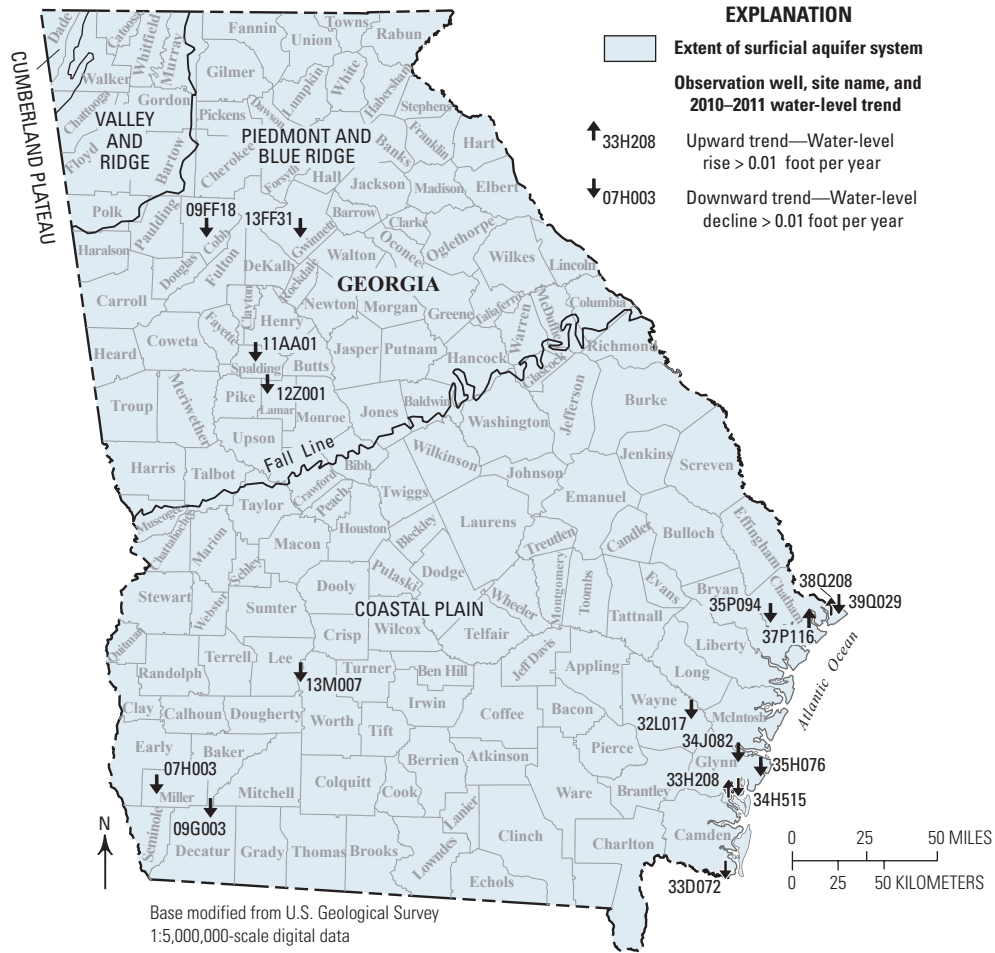 EXPLANATION
Extent of surficial aquifer system
Observation well, site name, and
2010–2011 water-level trend
33H208
Upward trend—Water-level
rise > 0.01 foot per year
07H003
Downward trend—Water-level
decline > 0.01 foot per year
CUMBERLAND PLATEAU
VALLEY
AND
RIDGE
PIEDMONT AND
BLUE RIDGE
GEORGIA
COASTAL PLAIN
Fall Line
Atlantic Ocean
Dade
Catoosa
Whitfield
Murray
Fannin
Towns
Union
Rabun
Walker
Gilmer
Lumpkin
White
Habersham
Chattooga
Gordon
Pickens
Dawson
Stephens
Floyd
Bartow
Cherokee
Forsyth
Hall
Banks
Franklin
Hart
Jackson
Madison
Elbert
Polk
Paulding
09FF18
Cobb
13FF31
Gwinnett
Barrow
Clarke
Oconee
Oglethorpe
Haralson
Douglas
Fulton
DeKalb
Rockdale
Walton
Wilkes
Lincoln
Carroll
Clayton
Newton
Morgan
Greene
Taliaferro
McDuffie
Columbia
Warren
Coweta
Fayette
Henry
11AA01
Heard
Spalding
Butts
Jasper
Putnam
Hancock
Glascock
Richmond
12Z001
Troup
Meriwether
Pike
Lamar
Monroe
Jones
Baldwin
Washington
Jefferson
Burke
Upson
Harris
Talbot
Bibb
Wilkinson
Johnson
Jenkins
Screven
Crawford
Peach
Twiggs
Emanuel
Muscogee
Chattahoochee
Taylor
Marion
Macon
Houston
Bleckley
Laurens
Treutlen
Candler
Bulloch
Effingham
Schley
Dooly
Pulaski
Dodge
Montgomery
Toombs
Evans
Bryan
Chatham
Stewart
Webster
Sumter
Wheeler
Tattnall
38Q208
39Q029
35P094
37P116
Crisp
Wilcox
Telfair
Liberty
Quitman
Randolph
Terrell
Lee
13M007
Turner
Ben Hill
Jeff Davis
Appling
Long
Clay
Calhoun
Dougherty
Worth
Tift
Irwin
Coffee
Bacon
Wayne
32L017
McIntosh
Early
Baker
Berrien
Atkinson
Pierce
34J082
Glynn
35H076
07H003
Miller
Mitchell
Colquitt
Cook
Ware
Brantley
33H208
34H515
09G003
Seminole
Decatur
Grady
Thomas
Brooks
Lowndes
Lanier
Clinch
Charlton
Camden
Echols
33D072
N
0 25 50 MILES
0 25 50 KILOMETERS
Base modified from U.S. Geological Survey
1:5,000,000-scale digital data